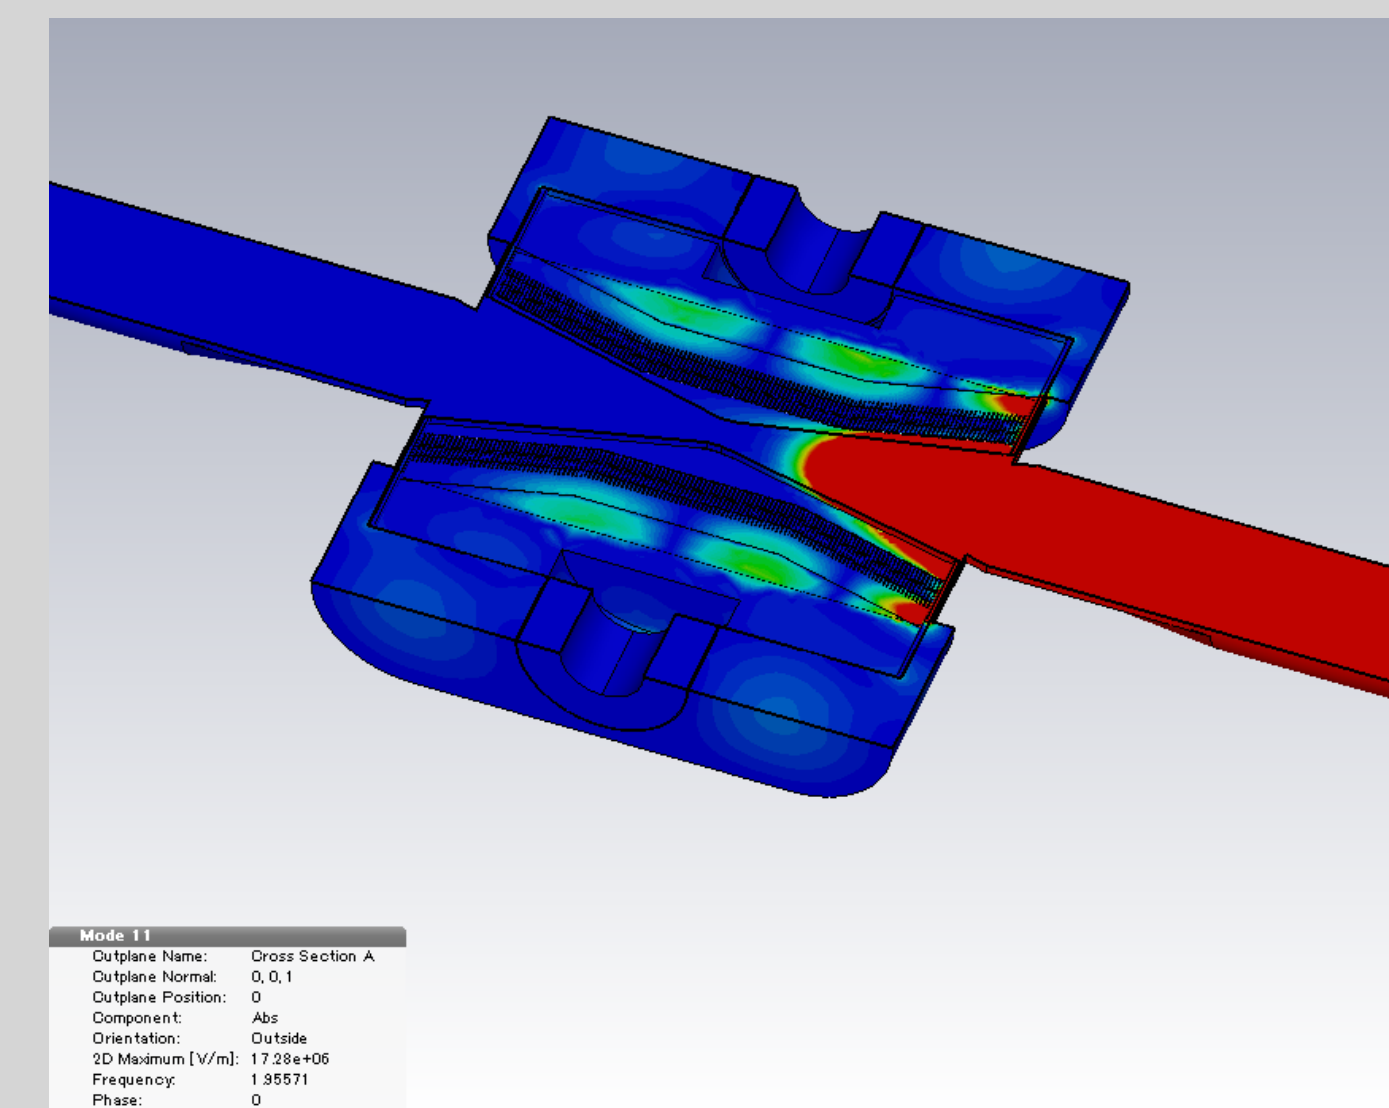 Mode 11
Cutplane Name: Cross Section A
Cutplane Normal: 0, 0, 1
Cutplane Position: 0
Component: Abs
Orientation: Outside
2D Maximum [V/m]: 17.28e+06
Frequency: 1.95571
Phase: 0